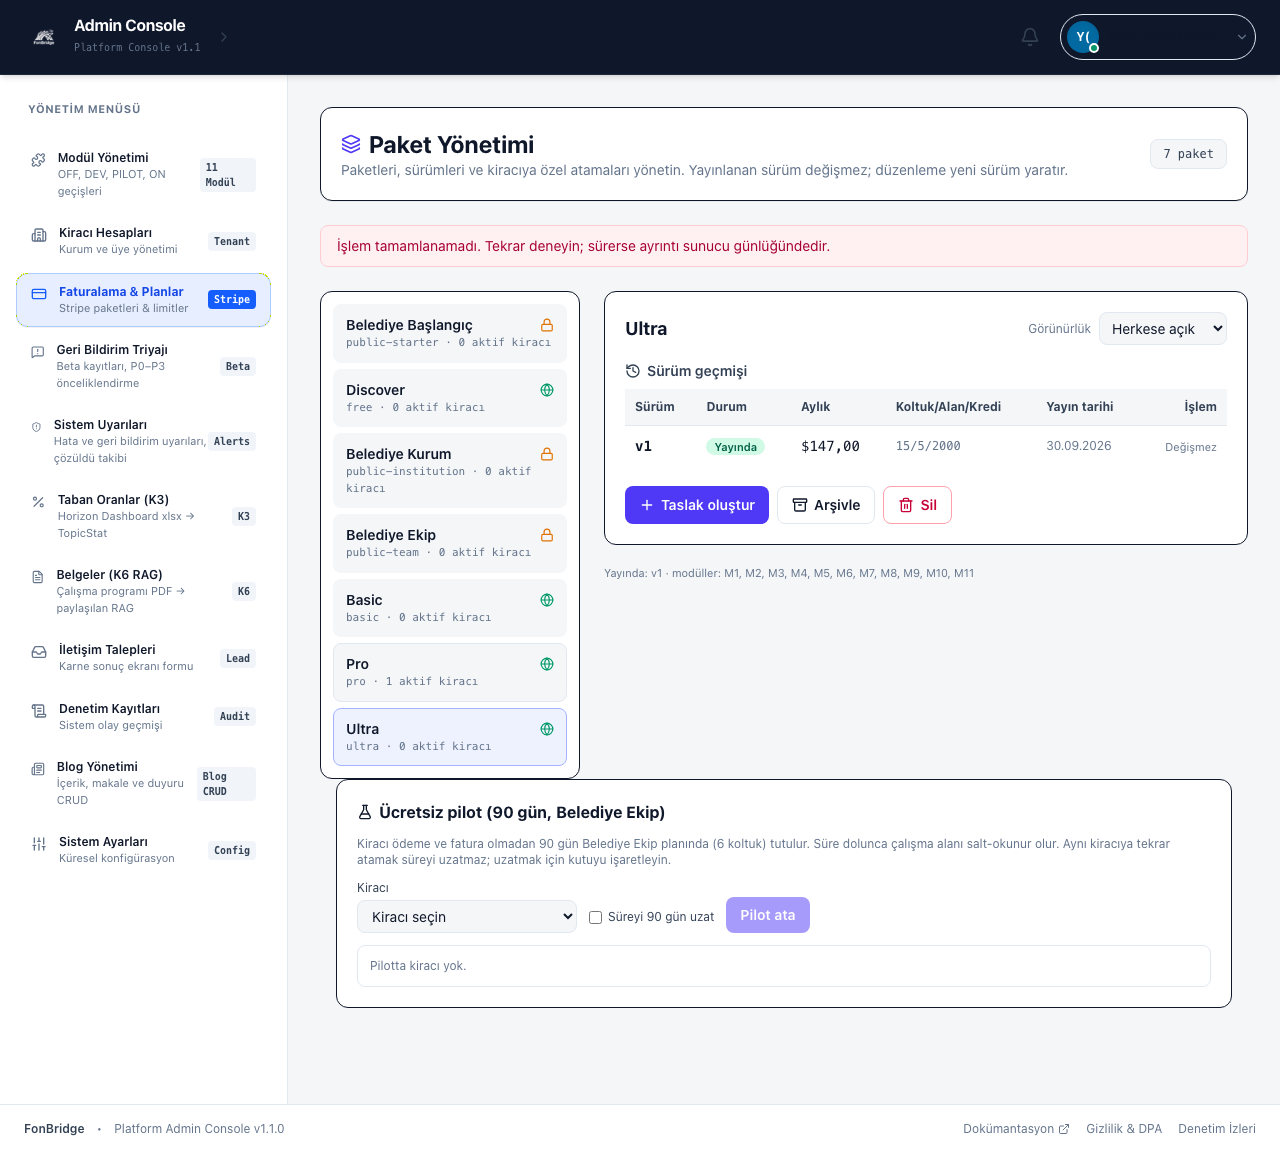 FonBridge
Admin Console
Platform Console v1.1
Y(
YÖNETİM MENÜSÜ
Modül Yönetimi
OFF, DEV, PILOT, ON
geçişleri
11
Modül
Kiracı Hesapları
Kurum ve üye yönetimi
Tenant
Faturalama & Planlar
Stripe paketleri & limitler
Stripe
Geri Bildirim Triyajı
Beta kayıtları, P0–P3
önceliklendirme
Beta
Sistem Uyarıları
Hata ve geri bildirim uyarıları,
çözüldü takibi
Alerts
Taban Oranlar (K3)
Horizon Dashboard xlsx →
TopicStat
K3
Belgeler (K6 RAG)
Çalışma programı PDF →
paylaşılan RAG
K6
İletişim Talepleri
Karne sonuç ekranı formu
Lead
Denetim Kayıtları
Sistem olay geçmişi
Audit
Blog Yönetimi
İçerik, makale ve duyuru
CRUD
Blog
CRUD
Sistem Ayarları
Küresel konfigürasyon
Config
Paket Yönetimi
Paketleri, sürümleri ve kiracıya özel atamaları yönetin. Yayınlanan sürüm değişmez; düzenleme yeni sürüm yaratır.
7 paket
İşlem tamamlanamadı. Tekrar deneyin; sürerse ayrıntı sunucu günlüğündedir.
Belediye Başlangıç
public-starter · 0 aktif kiracı
Discover
free · 0 aktif kiracı
Belediye Kurum
public-institution · 0 aktif
kiracı
Belediye Ekip
public-team · 0 aktif kiracı
Basic
basic · 0 aktif kiracı
Pro
pro · 1 aktif kiracı
Ultra
ultra · 0 aktif kiracı
Ultra
Görünürlük
Herkese açık
Sürüm geçmişi
Sürüm Durum Aylık Koltuk/Alan/Kredi Yayın tarihi İşlem
v1 Yayında $147,00 15/5/2000 30.09.2026 Değişmez
Taslak oluştur
Arşivle
Sil
Yayında: v1 · modüller: M1, M2, M3, M4, M5, M6, M7, M8, M9, M10, M11
Ücretsiz pilot (90 gün, Belediye Ekip)
Kiracı ödeme ve fatura olmadan 90 gün Belediye Ekip planında (6 koltuk) tutulur. Süre dolunca çalışma alanı salt-okunur olur. Aynı kiracıya tekrar
atamak süreyi uzatmaz; uzatmak için kutuyu işaretleyin.
Kiracı
Kiracı seçin
Süreyi 90 gün uzat
Pilot ata
Pilotta kiracı yok.
FonBridge • Platform Admin Console v1.1.0
Dokümantasyon
Gizlilik & DPA
Denetim İzleri